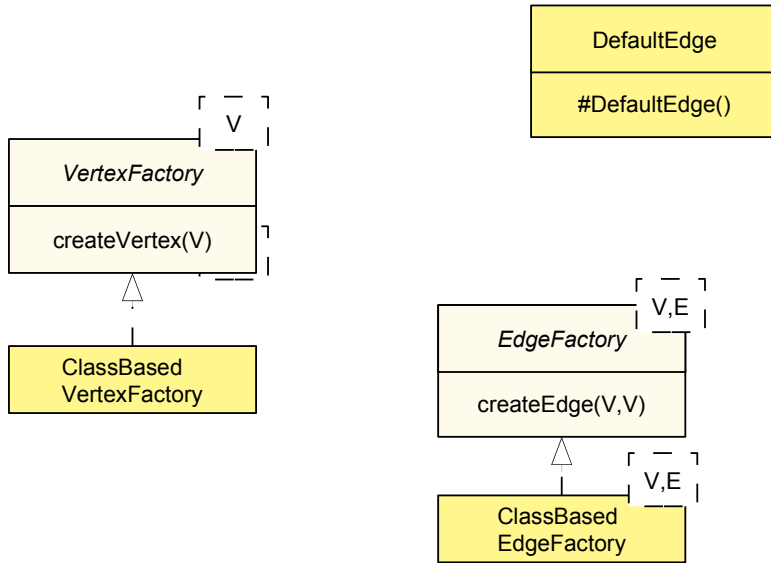 DefaultEdge
#DefaultEdge()
V
VertexFactory
createVertex(V)
ClassBased
VertexFactory
V,E
EdgeFactory
createEdge(V,V)
V,E
ClassBased
EdgeFactory